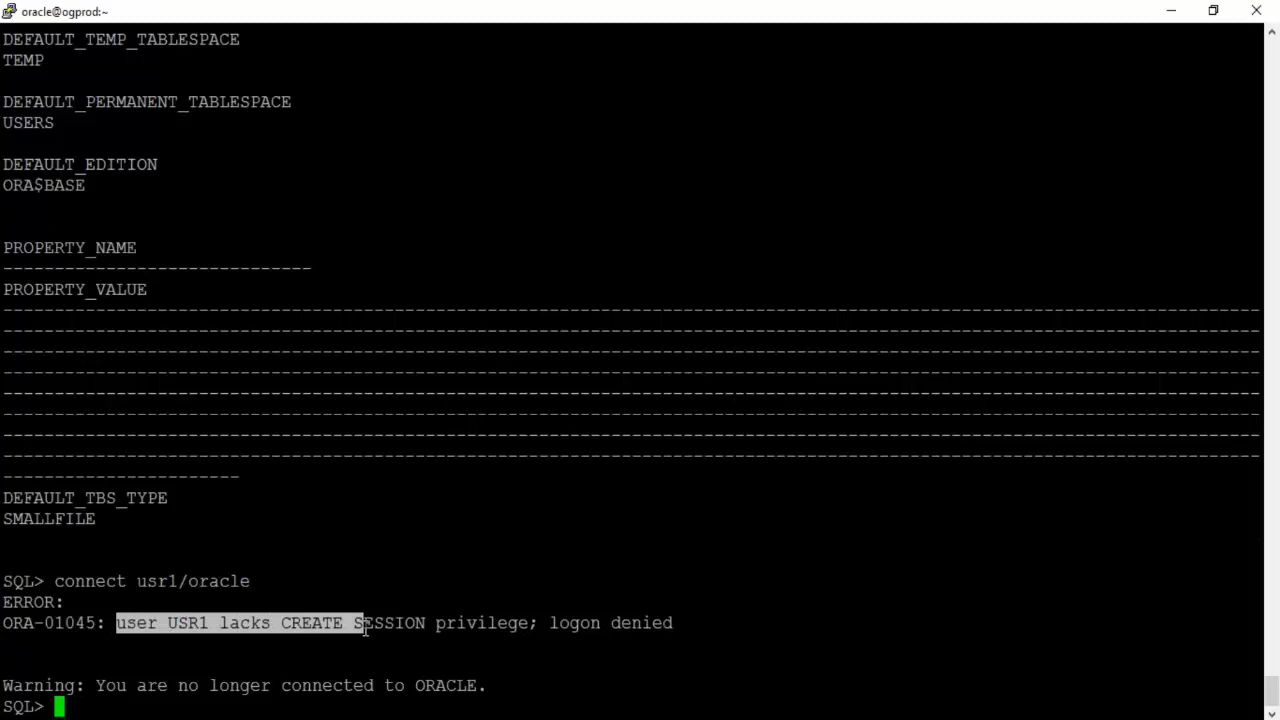 oracle@ogprod:~
DEFAULT_TEMP_TABLESPACE
TEMP
DEFAULT_PERMANENT_TABLESPACE
USERS
DEFAULT_EDITION
ORA$BASE
PROPERTY_NAME
------------------------------
PROPERTY_VALUE
--------------------------------------------------------------------------------------------------------------------------
--------------------------------------------------------------------------------------------------------------------------
--------------------------------------------------------------------------------------------------------------------------
--------------------------------------------------------------------------------------------------------------------------
--------------------------------------------------------------------------------------------------------------------------
--------------------------------------------------------------------------------------------------------------------------
--------------------------------------------------------------------------------------------------------------------------
--------------------------------------------------------------------------------------------------------------------------
-----------------------
DEFAULT_TBS_TYPE
SMALLFILE
SQL> connect usr1/oracle
ERROR:
ORA-01045: user USR1 lacks CREATE SESSION privilege; logon denied
Warning: You are no longer connected to ORACLE.
SQL>